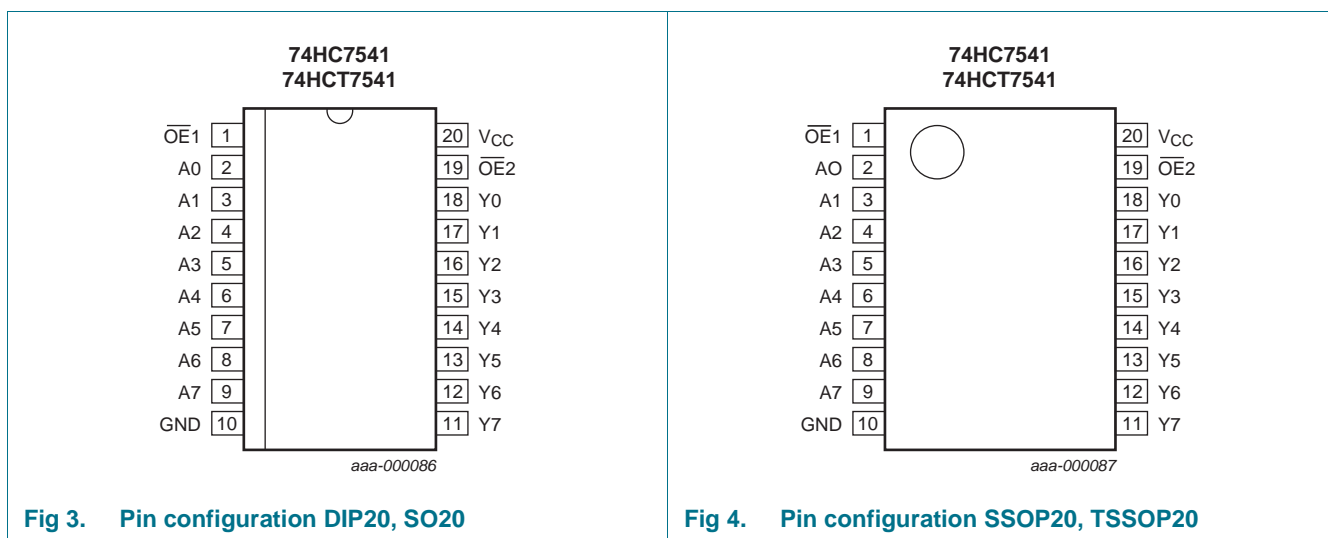 74HC7541
74HCT7541
O̅E̅1 1
A0 2
A1 3
A2 4
A3 5
A4 6
A5 7
A6 8
A7 9
GND 10
20 VCC
19 O̅E̅2
18 Y0
17 Y1
16 Y2
15 Y3
14 Y4
13 Y5
12 Y6
11 Y7
aaa-000086
Fig 3. Pin configuration DIP20, SO20
74HC7541
74HCT7541
O̅E̅1 1
AO 2
A1 3
A2 4
A3 5
A4 6
A5 7
A6 8
A7 9
GND 10
20 VCC
19 O̅E̅2
18 Y0
17 Y1
16 Y2
15 Y3
14 Y4
13 Y5
12 Y6
11 Y7
aaa-000087
Fig 4. Pin configuration SSOP20, TSSOP20